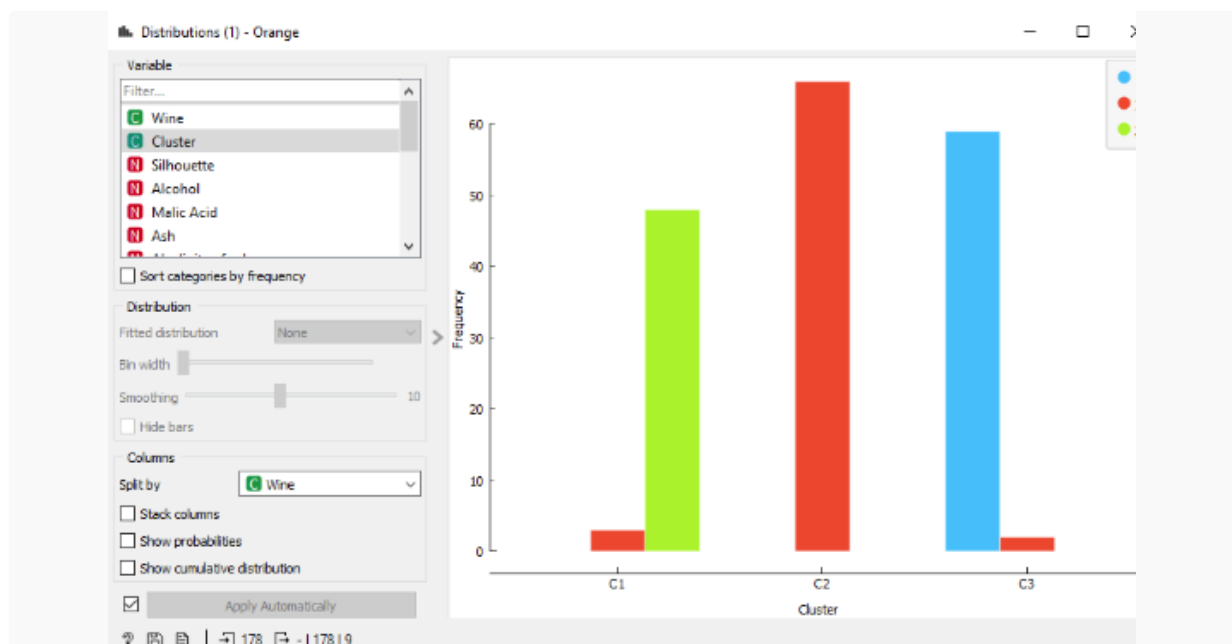 Distributions (1) - Orange
Variable
Filter...
C Wine
C Cluster
N Silhouette
N Alcohol
N Malic Acid
N Ash
Sort categories by frequency
Distribution
Fitted distribution None
Bin width
Smoothing 10
Hide bars
Columns
Split by C Wine
Stack columns
Show probabilities
Show cumulative distribution
Apply Automatically
? 178 - | 178 | 9
Frequency
60
50
40
30
20
10
0
C1 C2 C3
Cluster